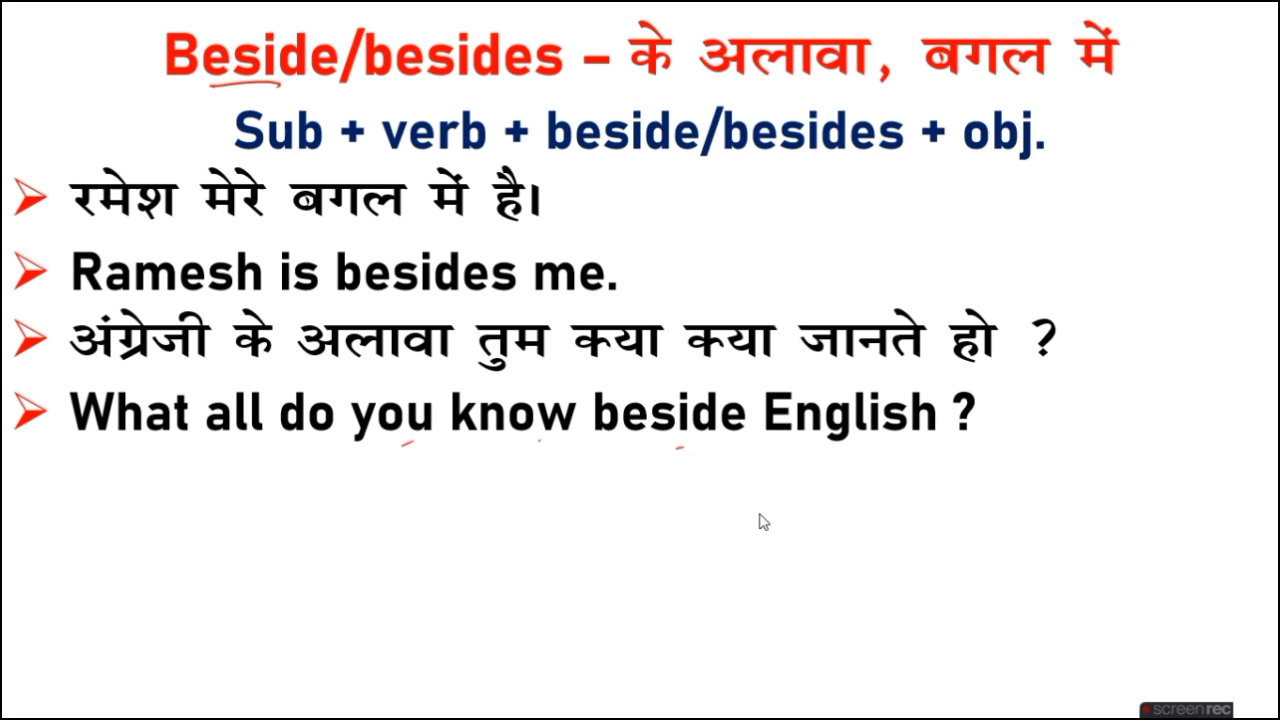 Beside/besides – के अलावा, बगल में
Sub + verb + beside/besides + obj.
रमेश मेरे बगल में है।
Ramesh is besides me.
अंग्रेजी के अलावा तुम क्या क्या जानते हो ?
What all do you know beside English ?
screenrec